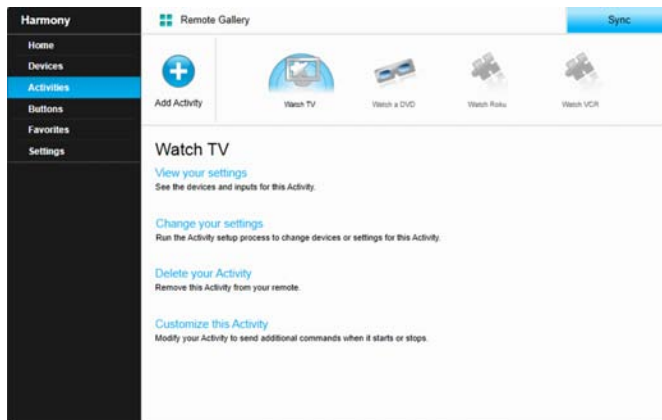 Harmony
Remote Gallery
Sync
Home
Devices
Activities
Buttons
Favorites
Settings
Add Activity
Watch TV
Watch a DVD
Watch Roku
Watch VCR
Watch TV
View your settings
See the devices and inputs for this Activity.
Change your settings
Run the Activity setup process to change devices or settings for this Activity.
Delete your Activity
Remove this Activity from your remote.
Customize this Activity
Modify your Activity to send additional commands when it starts or stops.